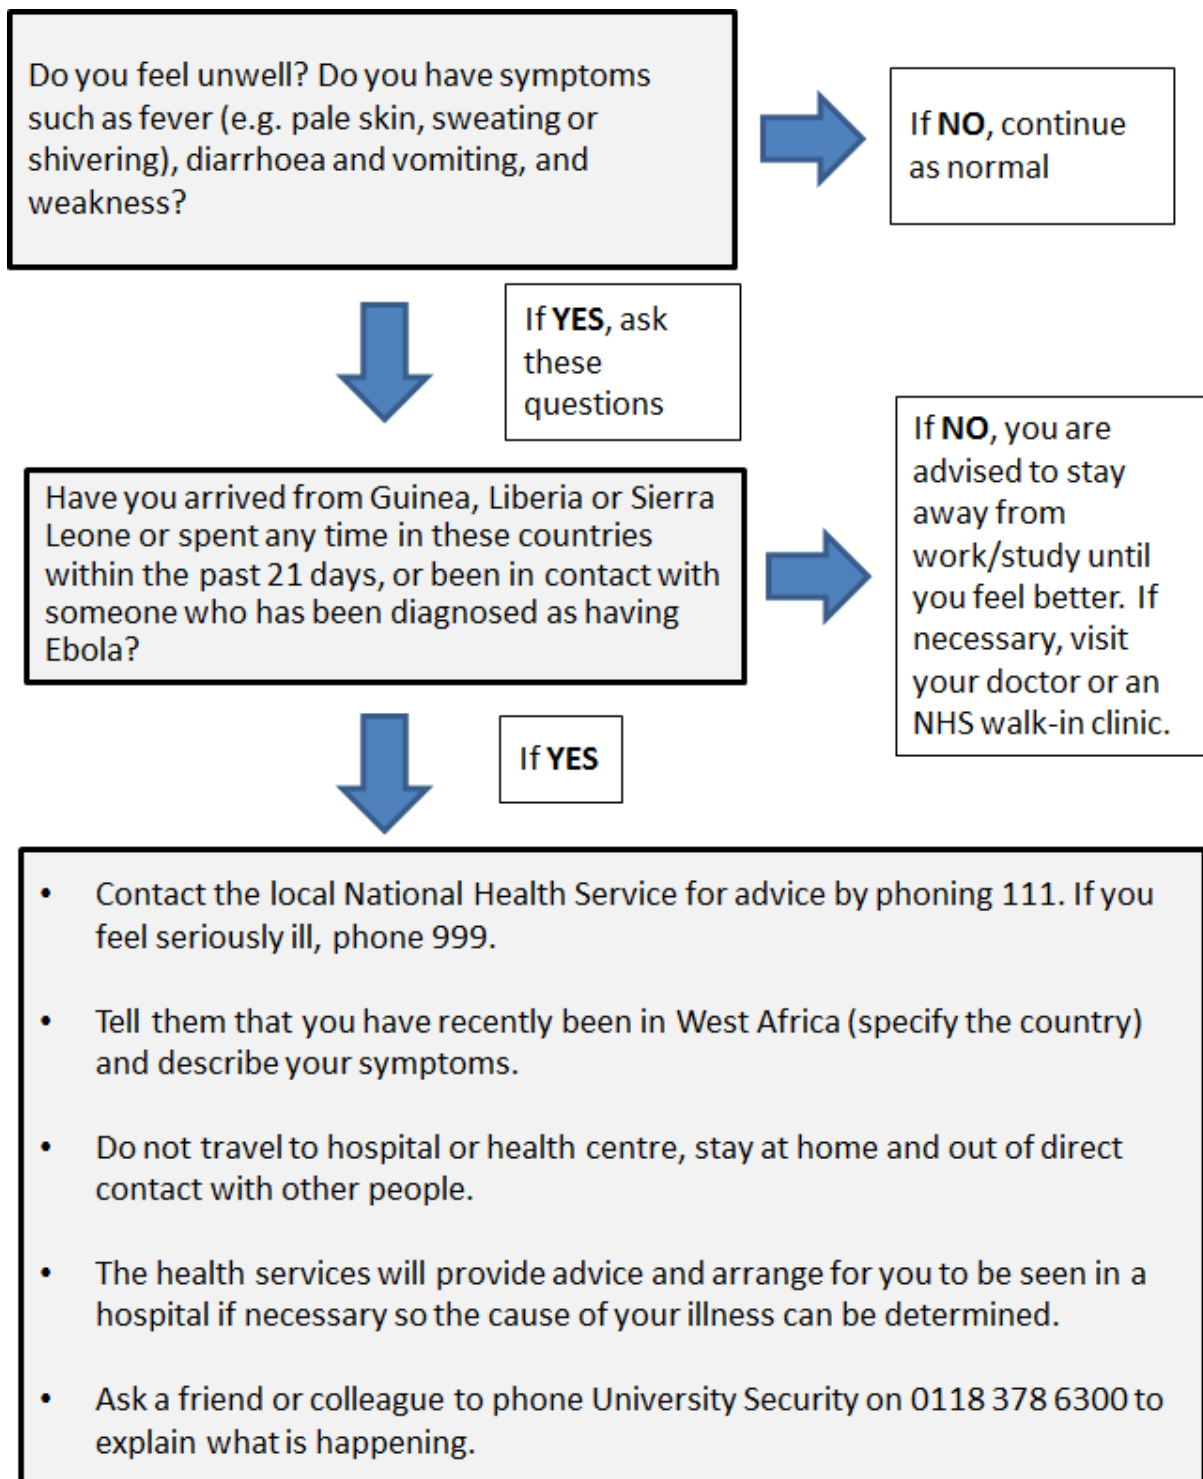 Do you feel unwell? Do you have symptoms
such as fever (e.g. pale skin, sweating or
shivering), diarrhoea and vomiting, and
weakness?
If NO, continue
as normal
If YES, ask
these
questions
Have you arrived from Guinea, Liberia or Sierra
Leone or spent any time in these countries
within the past 21 days, or been in contact with
someone who has been diagnosed as having
Ebola?
If NO, you are
advised to stay
away from
work/study until
you feel better. If
necessary, visit
your doctor or an
NHS walk-in clinic.
If YES
• Contact the local National Health Service for advice by phoning 111. If you
feel seriously ill, phone 999.
• Tell them that you have recently been in West Africa (specify the country)
and describe your symptoms.
• Do not travel to hospital or health centre, stay at home and out of direct
contact with other people.
• The health services will provide advice and arrange for you to be seen in a
hospital if necessary so the cause of your illness can be determined.
• Ask a friend or colleague to phone University Security on 0118 378 6300 to
explain what is happening.